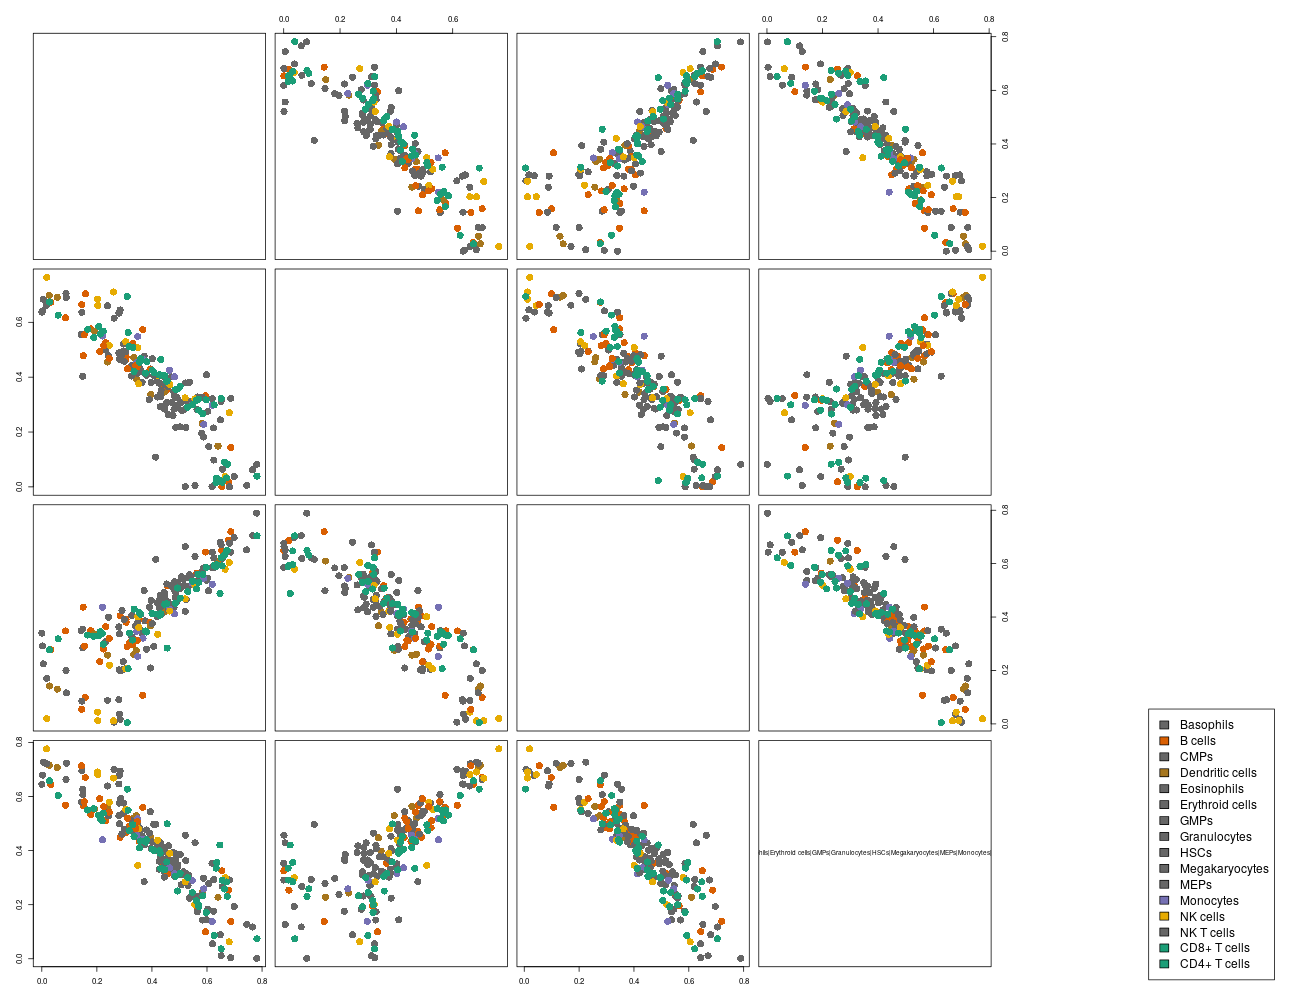 0.0 0.2 0.4 0.6
0.0 0.2 0.4 0.6 0.8
0.0 0.2 0.4 0.6 0.8
0.0 0.2 0.4 0.6
0.0 0.2 0.4 0.6 0.8
0.0 0.2 0.4 0.6 0.8
hils|Erythroid cells|GMPs|Granulocytes|HSCs|Megakaryocytes|MEPs|Monocytes|
0.0 0.2 0.4 0.6 0.8
0.0 0.2 0.4 0.6 0.8
Basophils
B cells
CMPs
Dendritic cells
Eosinophils
Erythroid cells
GMPs
Granulocytes
HSCs
Megakaryocytes
MEPs
Monocytes
NK cells
NK T cells
CD8+ T cells
CD4+ T cells